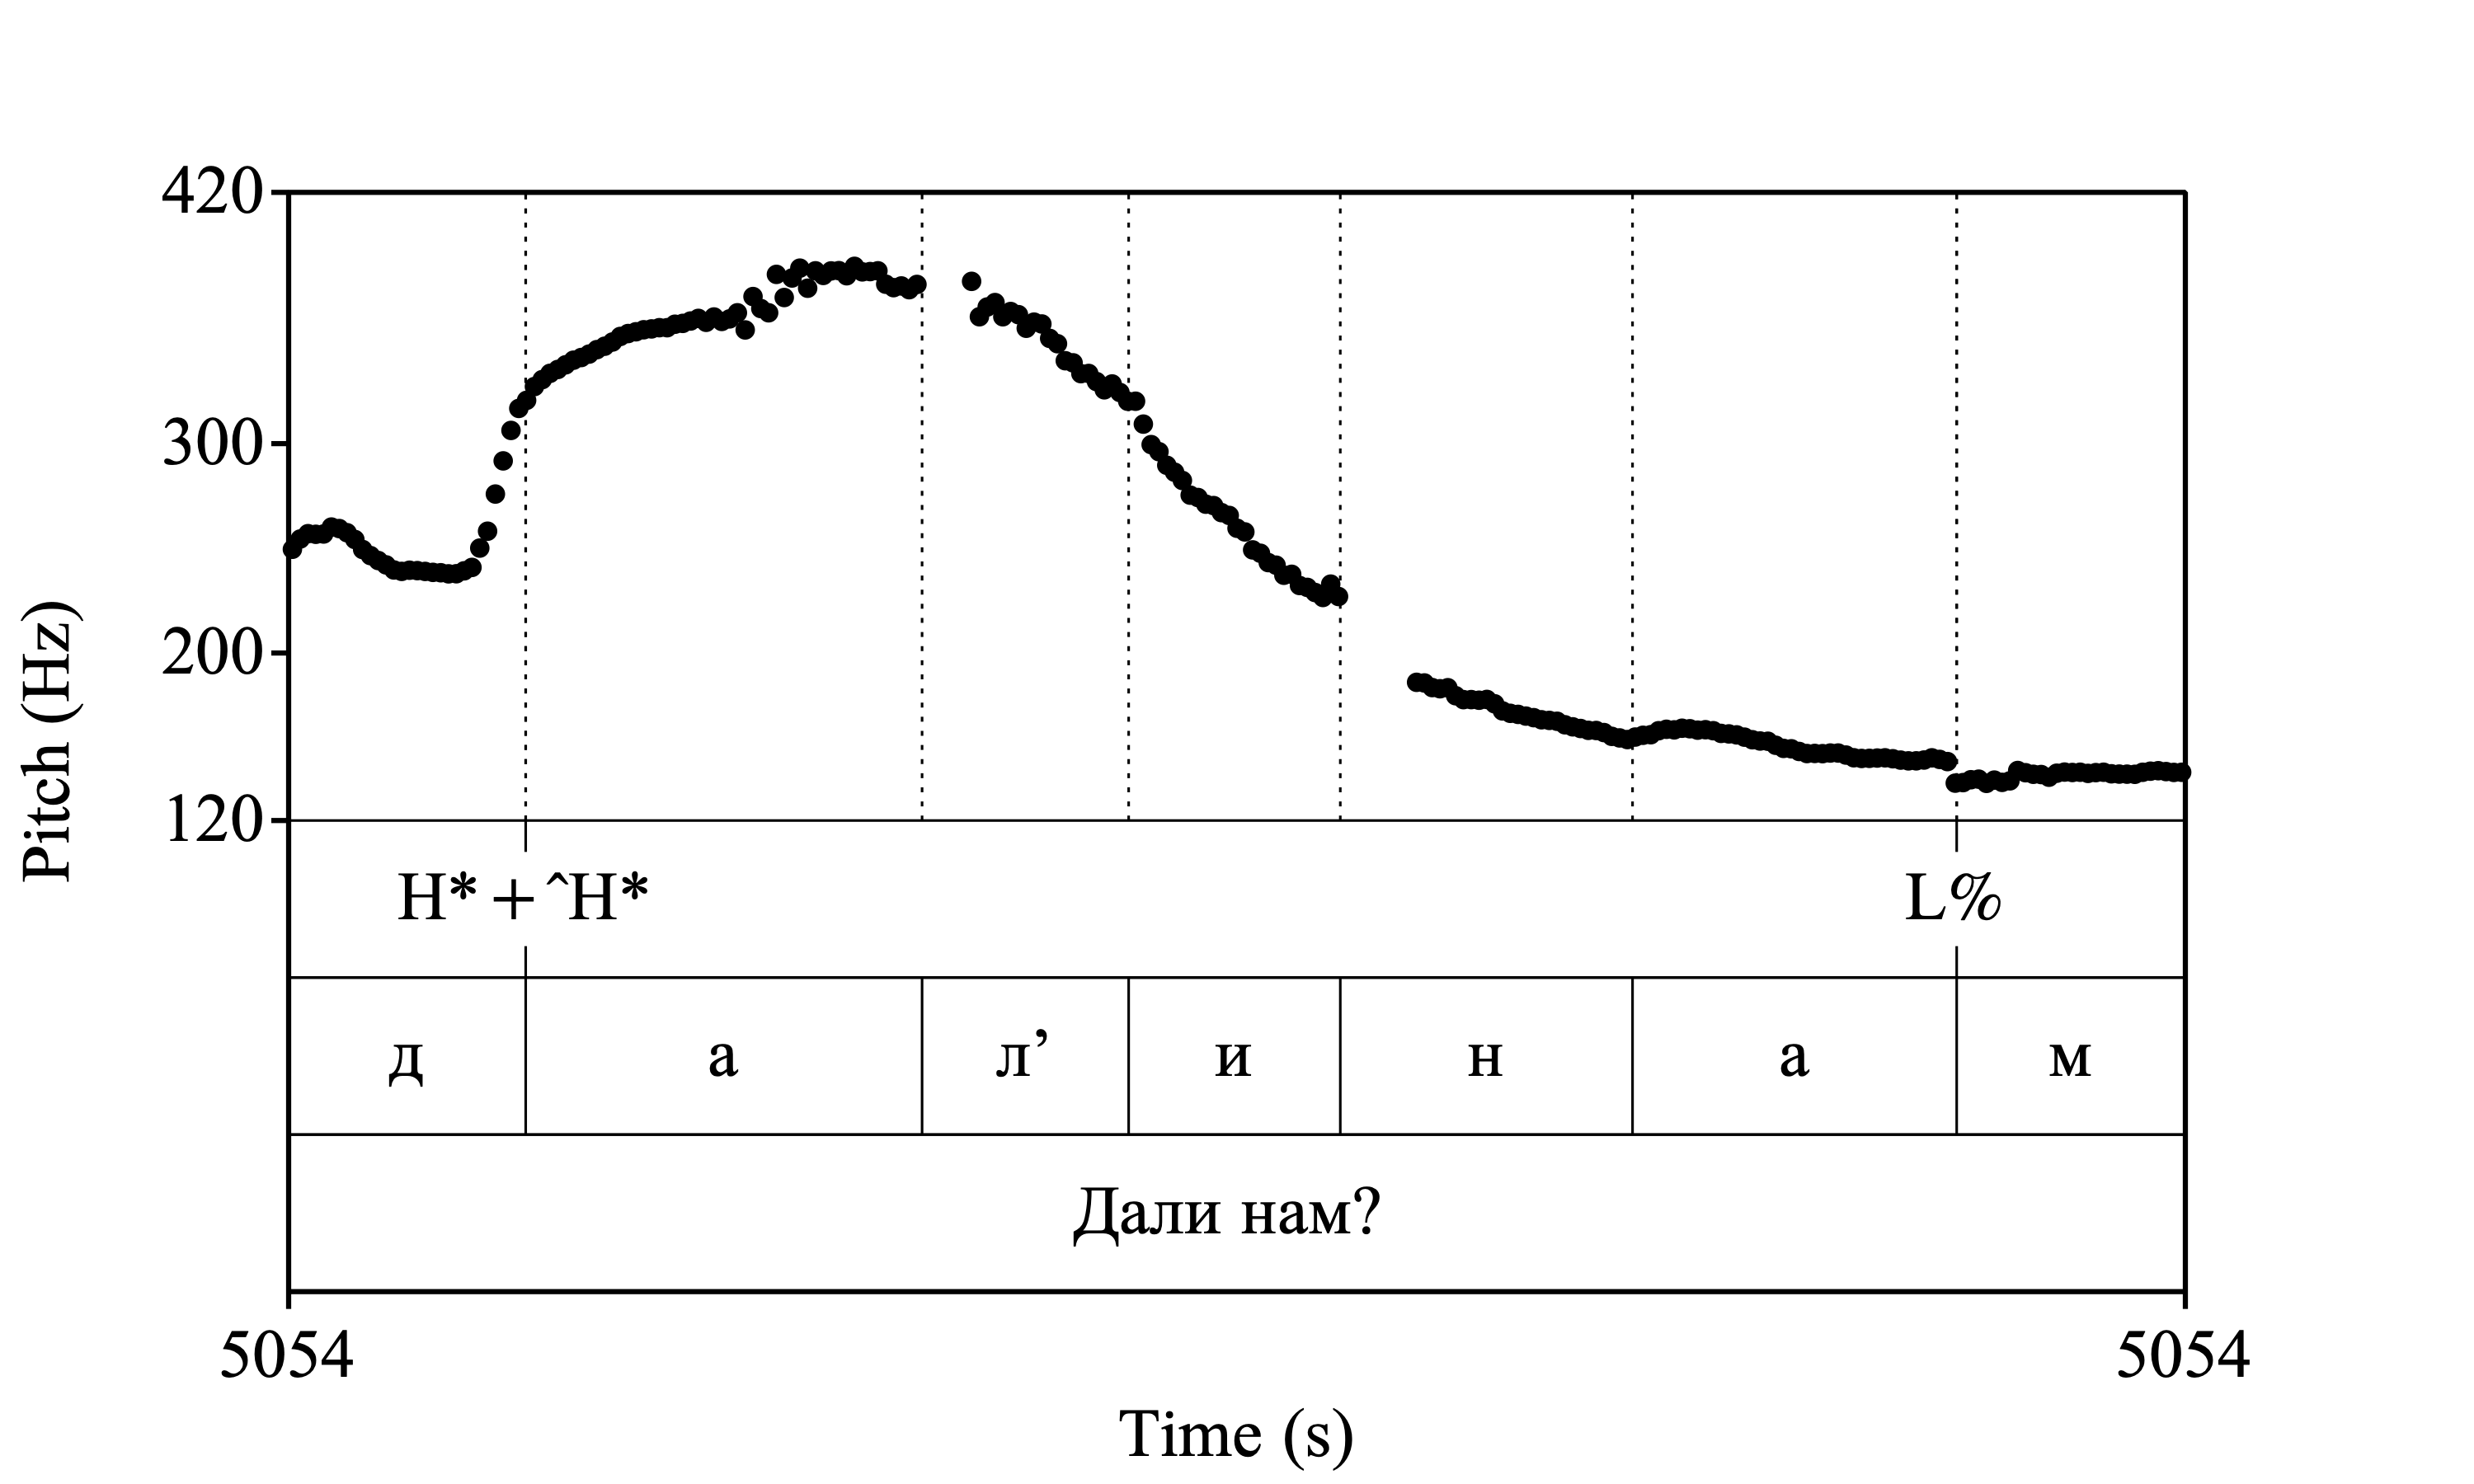 420
300
200
120
Pitch (Hz)
H* + ^H* L%
д а л’ и н а м
Дали нам?
5054 5054
Time (s)